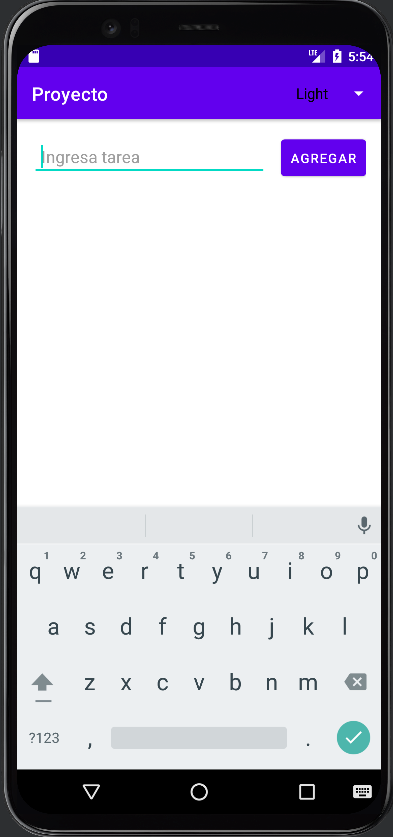 LTE 5:54
Proyecto Light
Ingresa tarea AGREGAR
1 2 3 4 5 6 7 8 9 0
q w e r t y u i o p
a s d f g h j k l
z x c v b n m
?123 , .